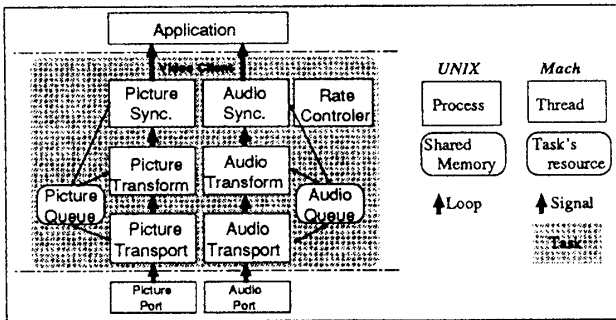 Application
Video Client
Picture
Sync.
Audio
Sync.
Rate
Controler
Picture
Transform
Audio
Transform
Picture
Queue
Audio
Queue
Picture
Transport
Audio
Transport
Picture
Port
Audio
Port
UNIX
Mach
Process
Thread
Shared
Memory
Task's
resource
Loop
Signal
Task